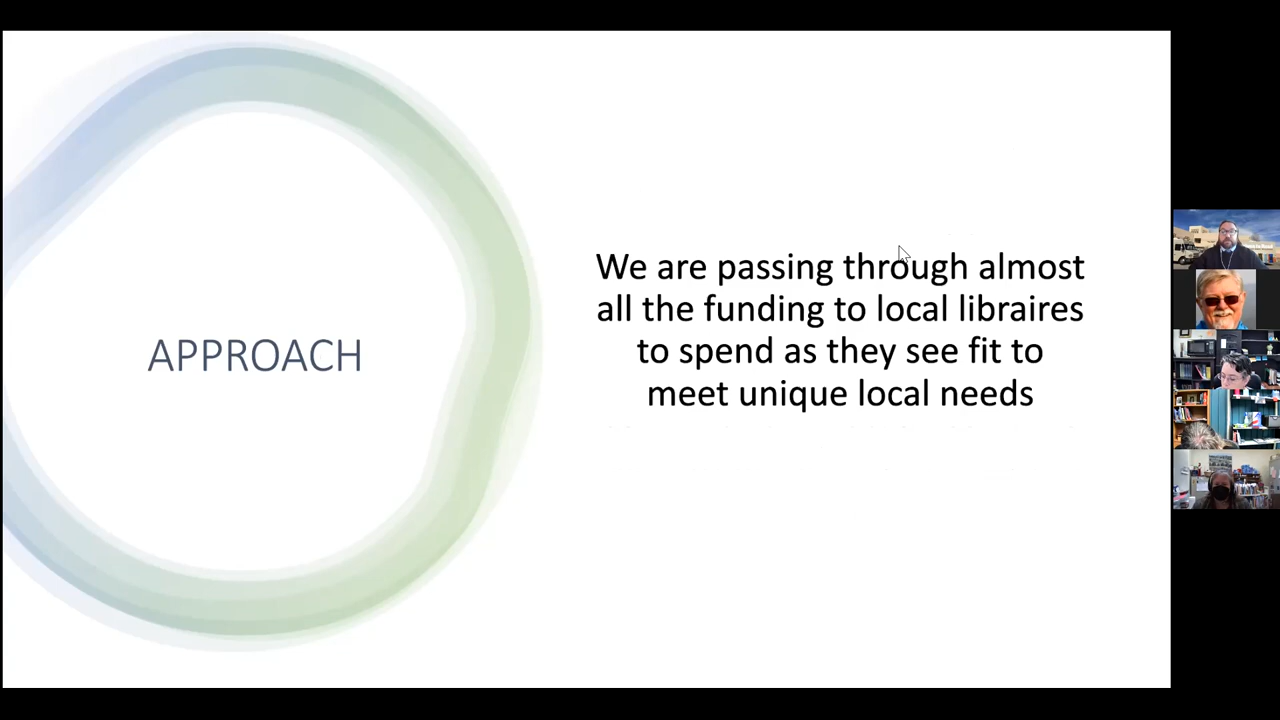 APPROACH
We are passing through almost
all the funding to local libraires
to spend as they see fit to
meet unique local needs